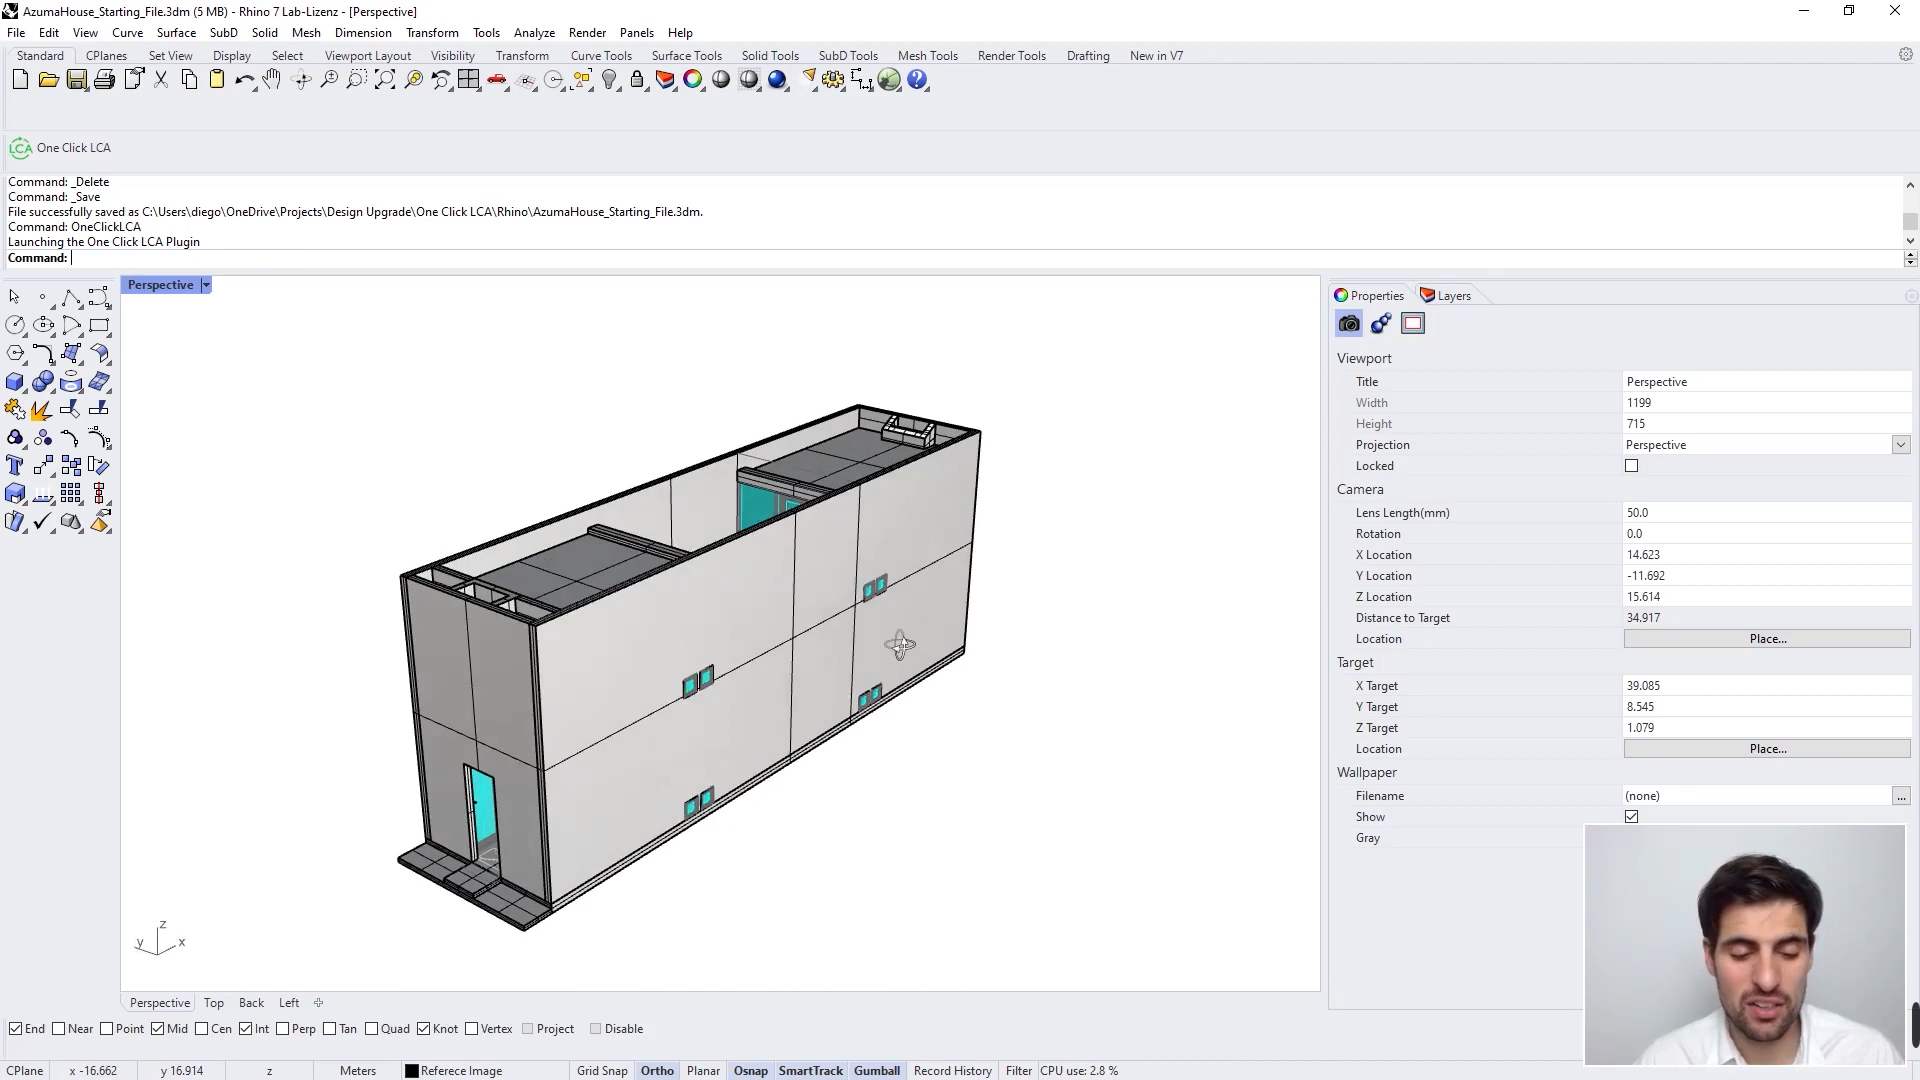 AzumaHouse_Starting_File.3dm (5 MB) - Rhino 7 Lab-Lizenz - [Perspective]
File Edit View Curve Surface SubD Solid Mesh Dimension Transform Tools Analyze Render Panels Help
Standard CPlanes Set View Display Select Viewport Layout Visibility Transform Curve Tools Surface Tools Solid Tools SubD Tools Mesh Tools Render Tools Drafting New in V7
LCA One Click LCA
Command: _Delete
Command: _Save
File successfully saved as C:\Users\diego\OneDrive\Projects\Design Upgrade\One Click LCA\Rhino\AzumaHouse_Starting_File.3dm.
Command: OneClickLCA
Launching the One Click LCA Plugin
Command:
Perspective
Properties Layers
Viewport
Title Perspective
Width 1199
Height 715
Projection Perspective
Locked
Camera
Lens Length(mm) 50.0
Rotation 0.0
X Location 14.623
Y Location -11.692
Z Location 15.614
Distance to Target 34.917
Location Place...
Target
X Target 39.085
Y Target 8.545
Z Target 1.079
Location Place...
Wallpaper
Filename (none) ...
Show
Gray
z
y x
Perspective Top Back Left
End Near Point Mid Cen Int Perp Tan Quad Knot Vertex Project Disable
CPlane x -16.662 y 16.914 z Meters Referece Image Grid Snap Ortho Planar Osnap SmartTrack Gumball Record History Filter CPU use: 2.8 %